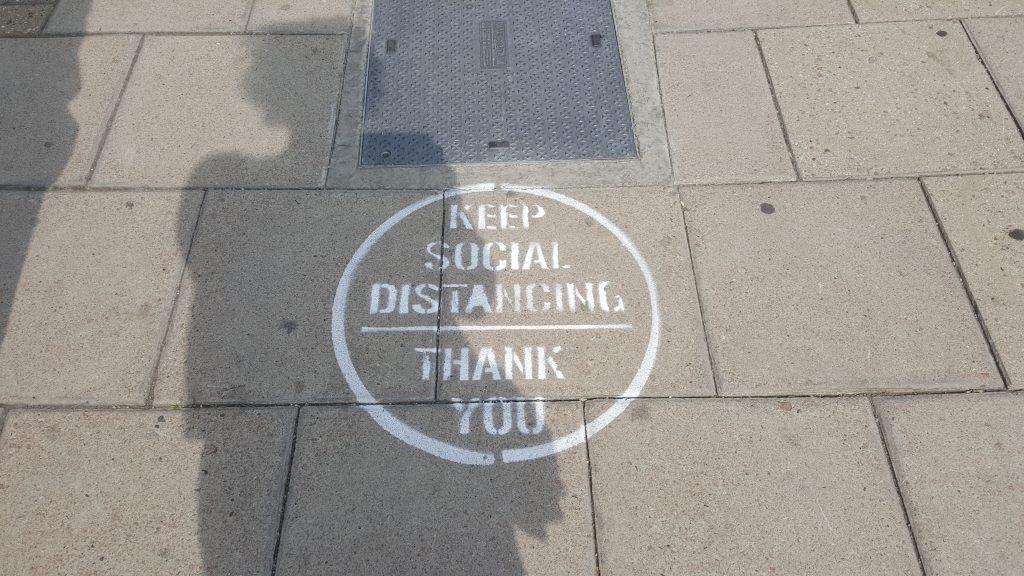 KEEP
SOCIAL
DISTANCING
THANK
YOU